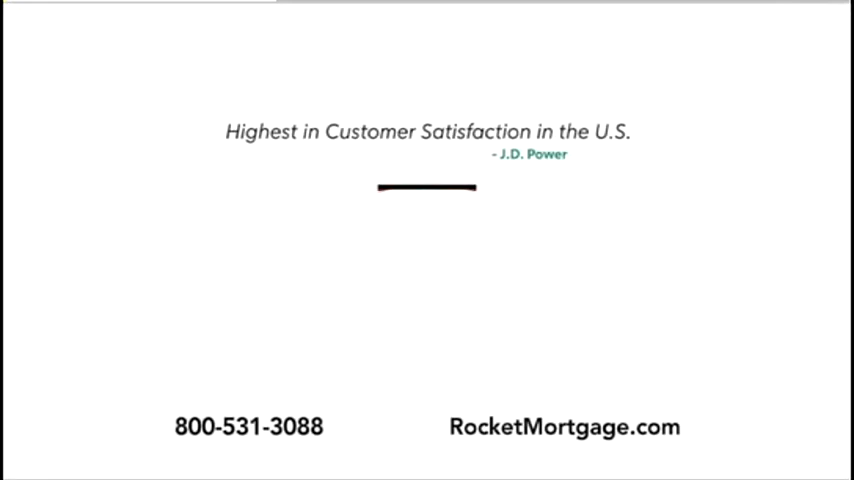 Highest in Customer Satisfaction in the U.S.
- J.D. Power
800-531-3088 RocketMortgage.com